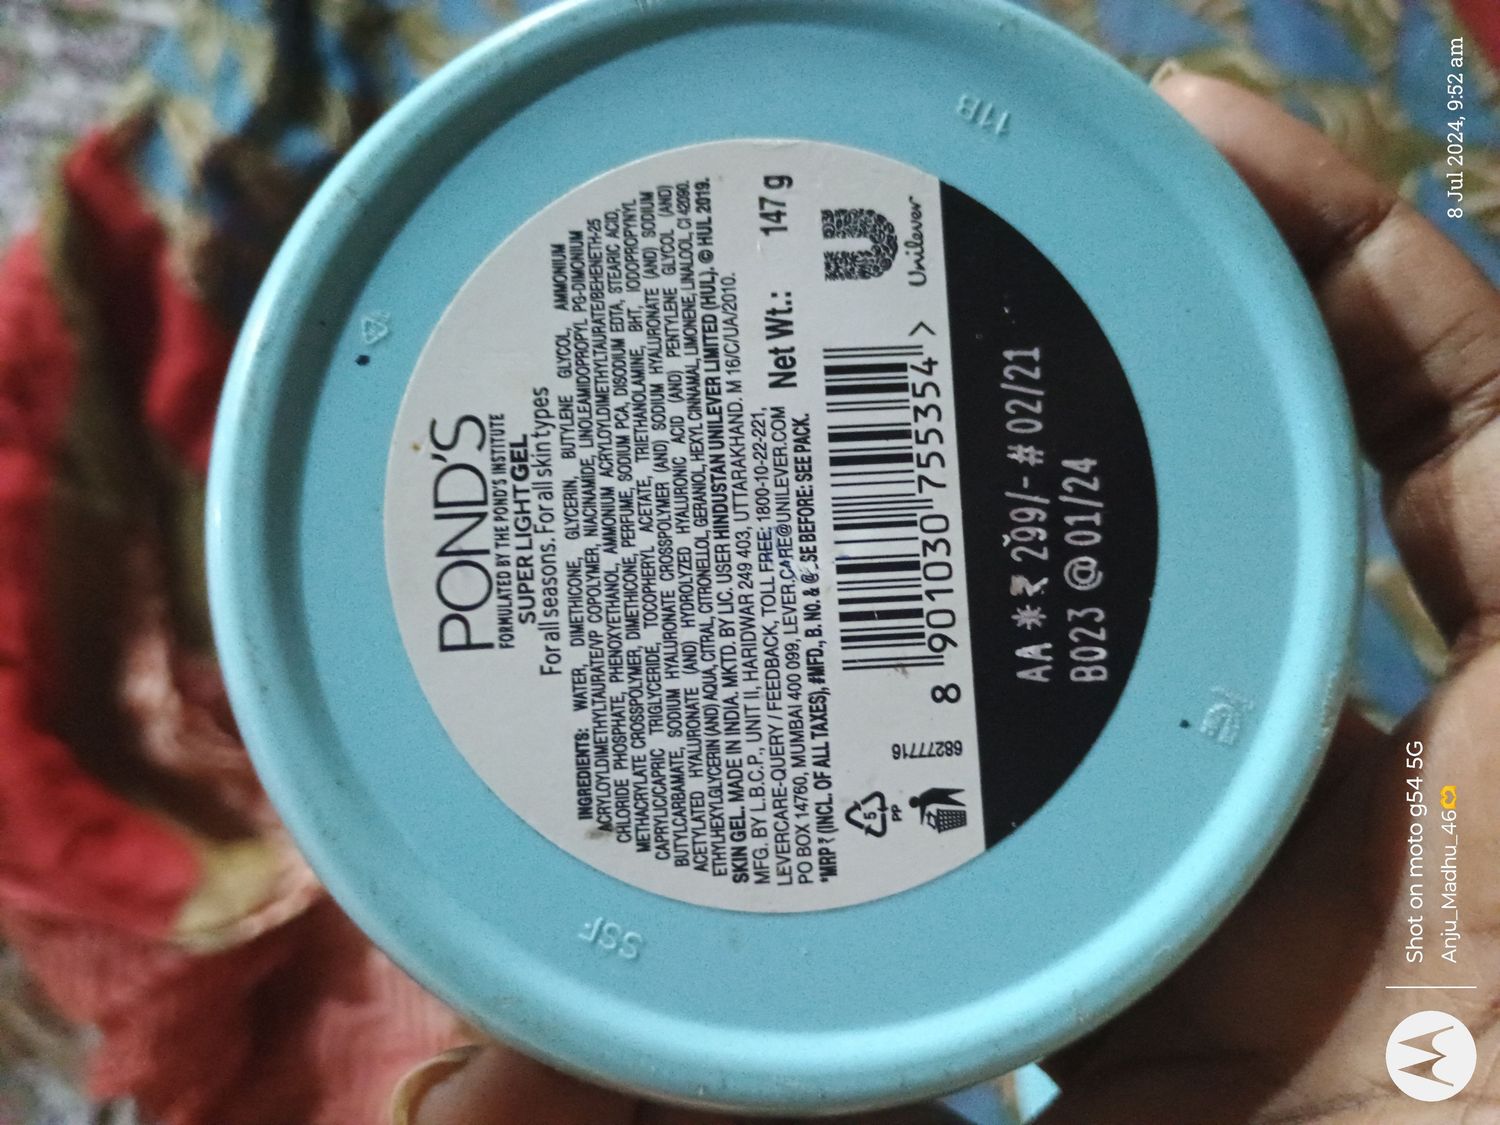 POND'S
FORMULATED BY THE POND'S INSTITUTE
SUPER LIGHT GEL
For all seasons. For all skin types
INGREDIENTS: WATER, DIMETHICONE, GLYCERIN, BUTYLENE GLYCOL, AMMONIUM
ACRYLOYLDIMETHYLTAURATE/VP COPOLYMER, NIACINAMIDE, LINOLEAMIDOPROPYL PG-DIMONIUM
CHLORIDE PHOSPHATE, PHENOXYETHANOL, AMMONIUM ACRYLOYLDIMETHYLTAURATE/BEHENETH-25
METHACRYLATE CROSSPOLYMER, DIMETHICONE, PERFUME, SODIUM PCA, DISODIUM EDTA, STEARIC ACID,
CAPRYLIC/CAPRIC TRIGLYCERIDE, TOCOPHERYL ACETATE, TRIETHANOLAMINE, BHT, IODOPROPYNYL
BUTYLCARBAMATE, SODIUM HYALURONATE CROSSPOLYMER (AND) SODIUM HYALURONATE (AND) SODIUM
ACETYLATED HYALURONATE (AND) HYDROLYZED HYALURONIC ACID (AND) PENTYLENE GLYCOL (AND)
ETHYLHEXYLGLYCERIN (AND) AQUA, CITRAL, CITRONELLOL, GERANIOL, HEXYL CINNAMAL, LIMONENE, LINALOOL, CI 42090.
SKIN GEL. MADE IN INDIA. MKTD. BY LIC. USER HINDUSTAN UNILEVER LIMITED (HUL). © HUL 2019.
MFG. BY L.B.C.P., UNIT II, HARIDWAR 249 403, UTTARAKHAND. M 16/C/UA/2010.
LEVERCARE-QUERY / FEEDBACK, TOLL FREE: 1800-10-22-221,
PO BOX 14760, MUMBAI 400 099, LEVER.CARE@UNILEVER.COM
*MRP ₹ (INCL. OF ALL TAXES), #MFD., B. NO. & @ SE BEFORE: SEE PACK.
Net Wt.: 147 g
Unilever
5
PP
68277716
8 901030 755354 >
AA *₹ 299/- # 02/21
B023 @ 01/24
11B
SSF
Shot on moto g54 5G
Anju_Madhu_46🫶
8 Jul 2024, 9:52 am